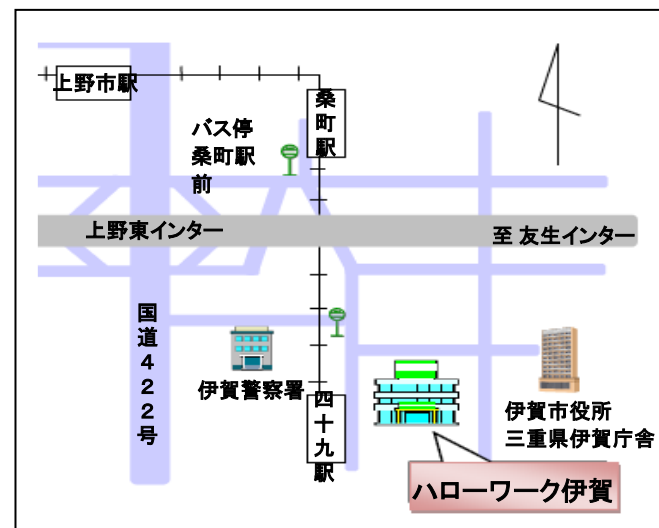 上野市駅
桑町駅
バス停
桑町駅
前
上野東インター
至 友生インター
国道４２２号
伊賀警察署
四十九駅
伊賀市役所
三重県伊賀庁舎
ハローワーク伊賀